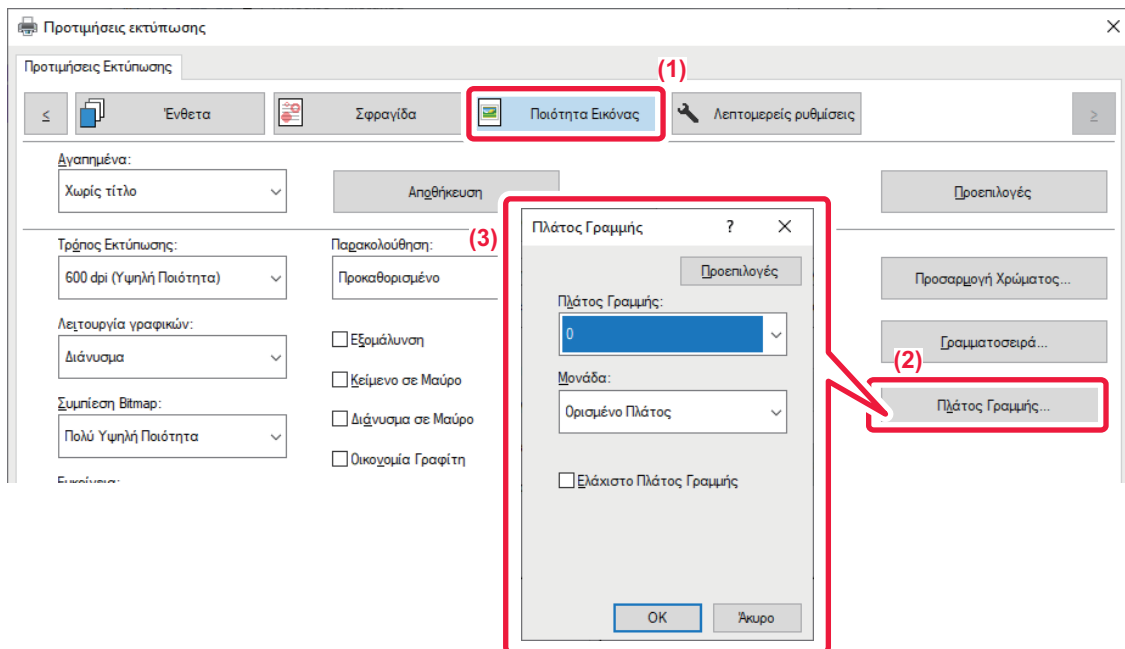 Προτιμήσεις εκτύπωσης
Προτιμήσεις Εκτύπωσης
(1)
< Ένθετα Σφραγίδα Ποιότητα Εικόνας Λεπτομερείς ρυθμίσεις >
Αγαπημένα:
Χωρίς τίτλο Αποθήκευση Προεπιλογές
Τρόπος Εκτύπωσης: Παρακολούθηση: (3)
600 dpi (Υψηλή Ποιότητα) Προκαθορισμένο Προσαρμογή Χρώματος...
Λειτουργία γραφικών:
Διάνυσμα
Εξομάλυνση
Γραμματοσειρά...
Κείμενο σε Μαύρο
(2)
Συμπίεση Bitmap:
Πολύ Υψηλή Ποιότητα
Διάνυσμα σε Μαύρο
Πλάτος Γραμμής...
Οικονομία Γραφίτη
Ευκρίνεια:
Πλάτος Γραμμής ?
Προεπιλογές
Πλάτος Γραμμής:
0
Μονάδα:
Ορισμένο Πλάτος
Ελάχιστο Πλάτος Γραμμής
OK Άκυρο